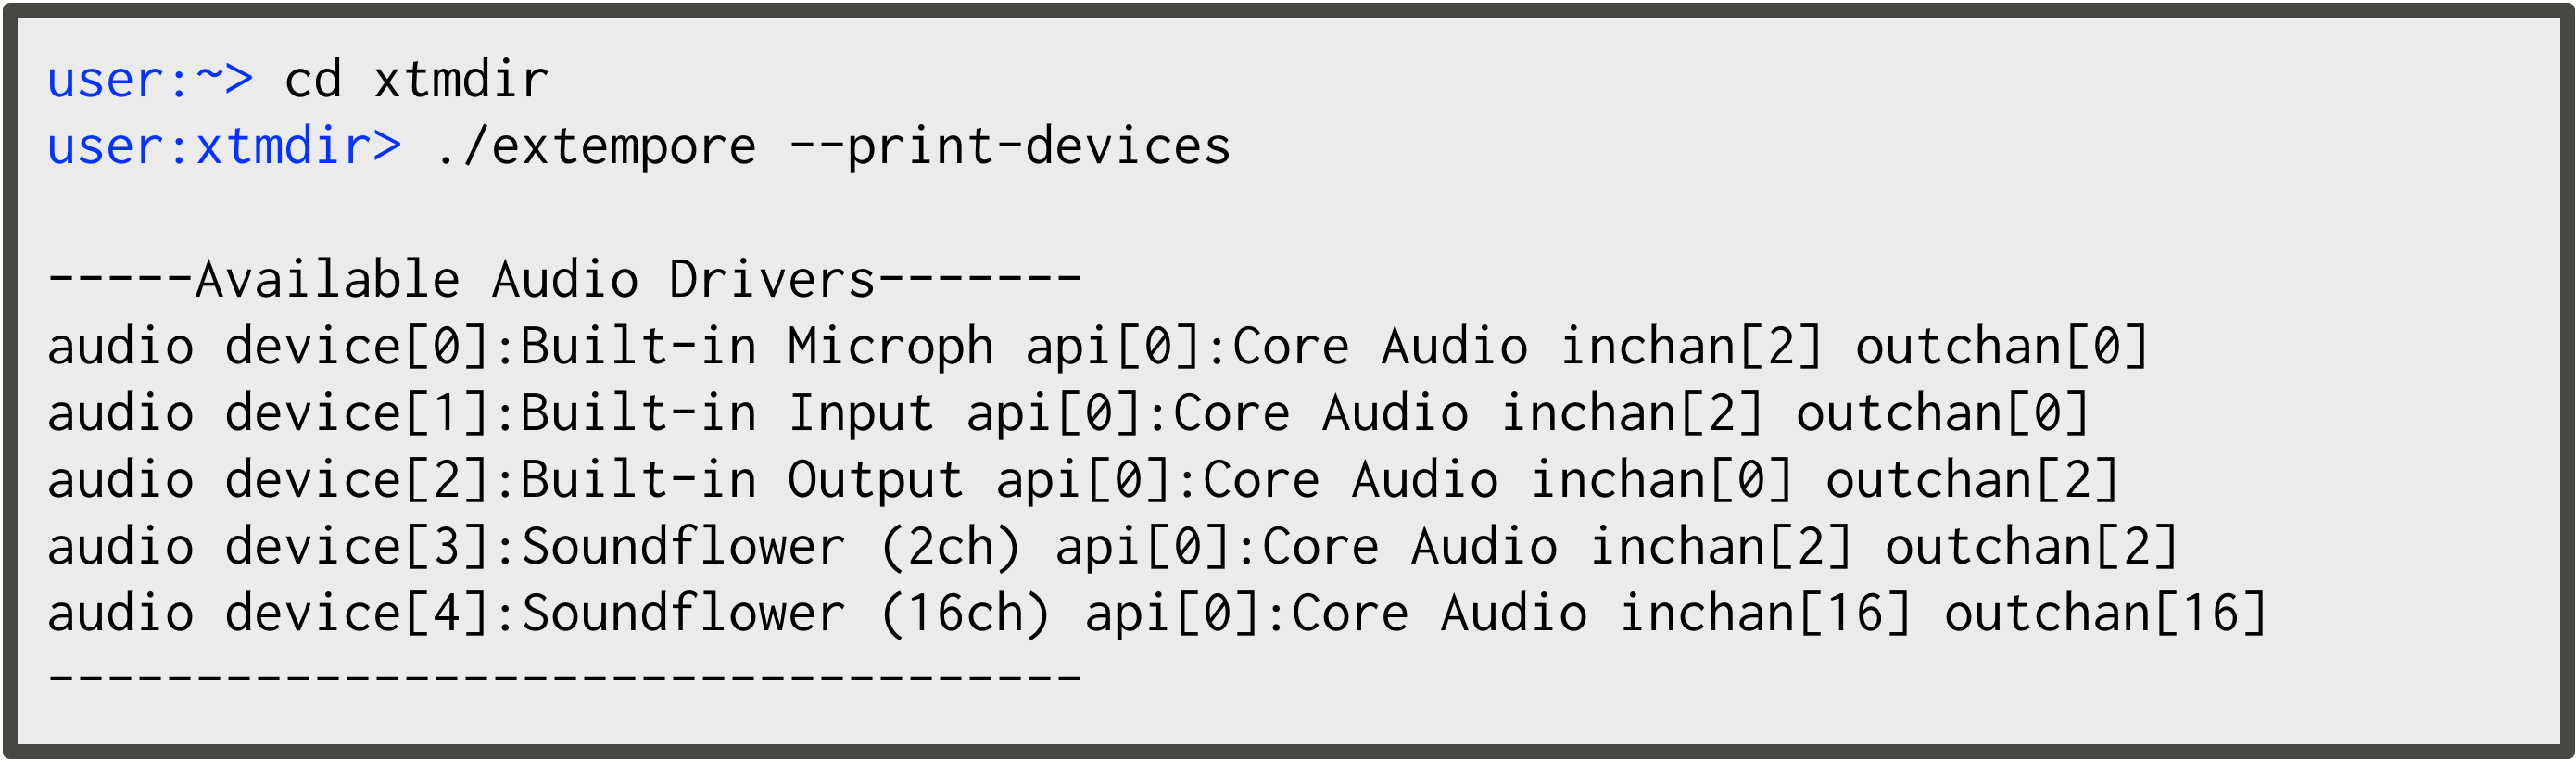 user:~> cd xtmdir
user:xtmdir> ./extempore --print-devices
-----Available Audio Drivers-------
audio device[0]:Built-in Microph api[0]:Core Audio inchan[2] outchan[0]
audio device[1]:Built-in Input api[0]:Core Audio inchan[2] outchan[0]
audio device[2]:Built-in Output api[0]:Core Audio inchan[0] outchan[2]
audio device[3]:Soundflower (2ch) api[0]:Core Audio inchan[2] outchan[2]
audio device[4]:Soundflower (16ch) api[0]:Core Audio inchan[16] outchan[16]
-----------------------------------